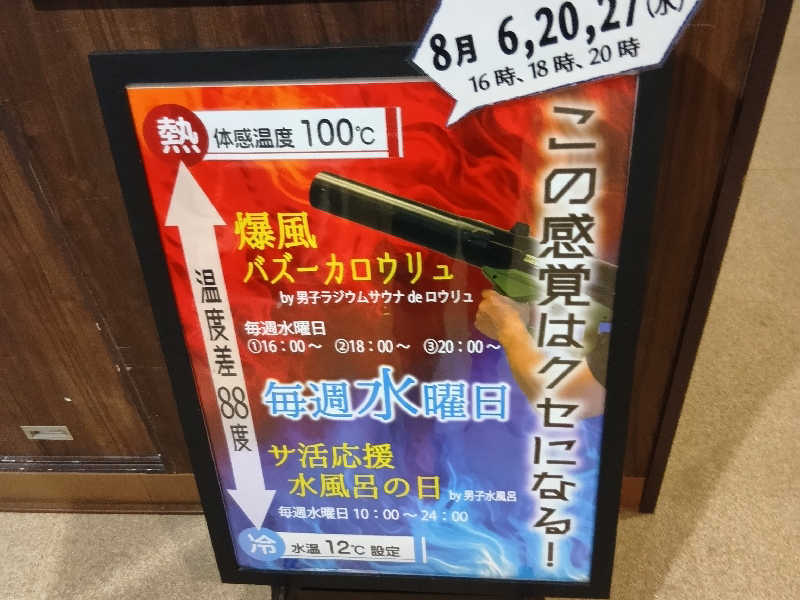 8月 6,20,27(水)
16時、18時、20時
熱 体感温度 100℃
この感覚はクセになる!
爆風
バズーカロウリュ
by 男子ラジウムサウナ de ロウリュ
毎週水曜日
①16：00～ ②18：00～ ③20：00～
温度差 88度
毎週水曜日
サ活応援
水風呂の日 by 男子水風呂
毎週水曜日 10：00～24：00
冷 水温 12℃ 設定